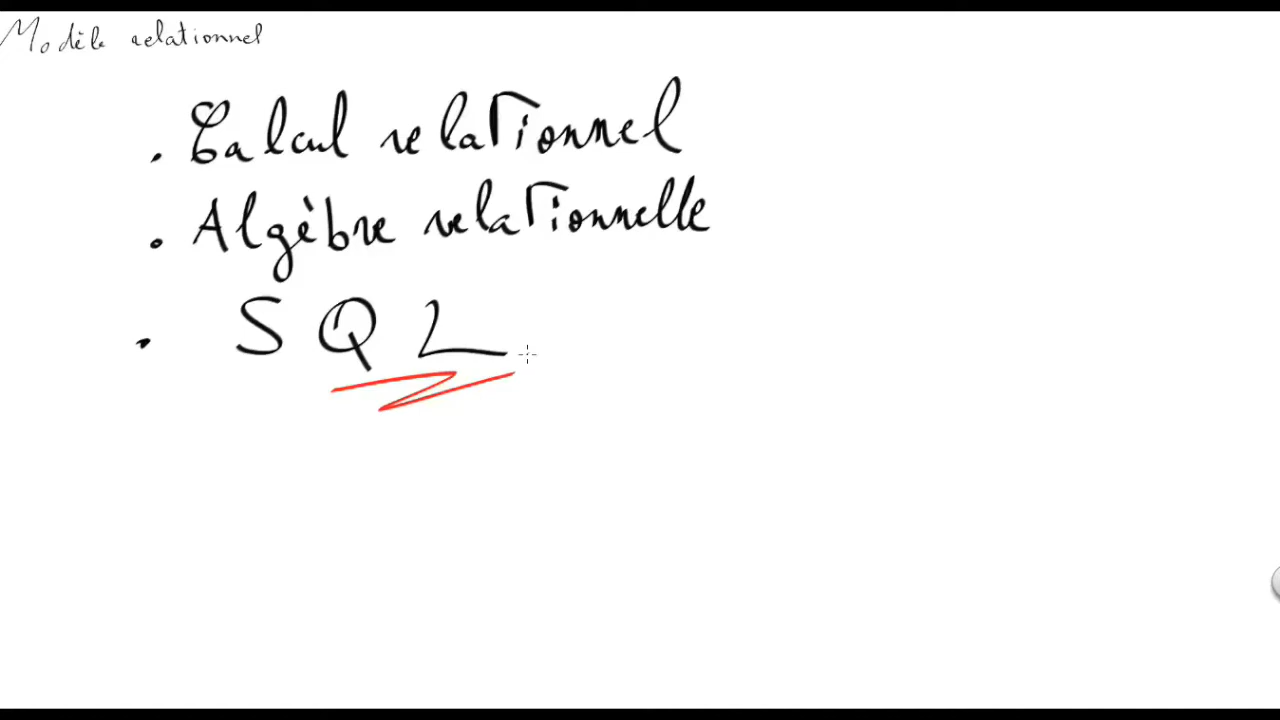 Modèle relationnel
. Calcul relationnel
. Algèbre relationnelle
. SQL